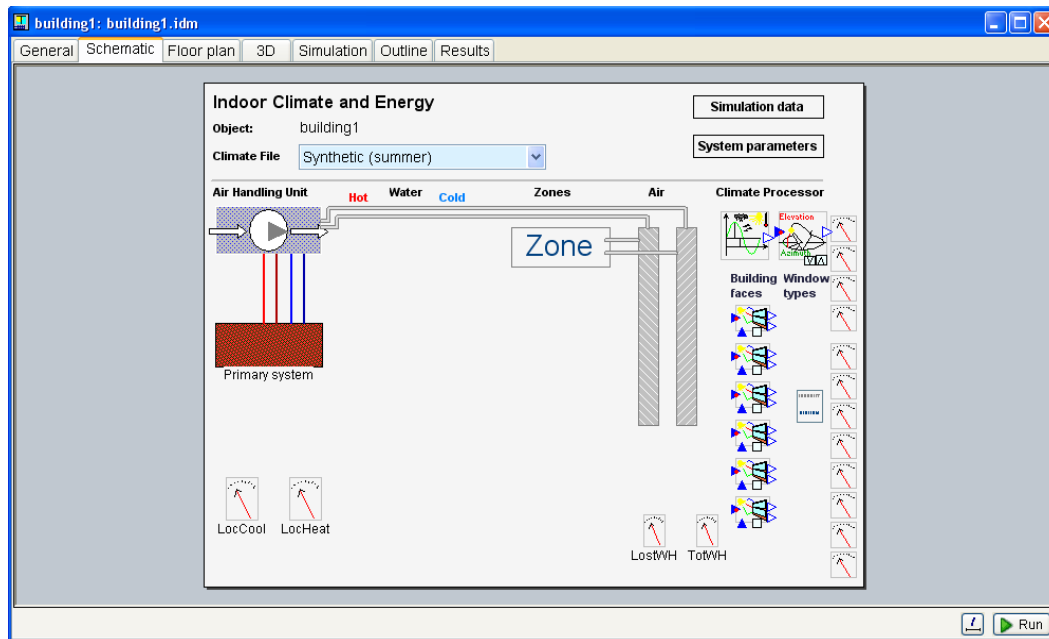 building1: building1.idm
General Schematic Floor plan 3D Simulation Outline Results
Indoor Climate and Energy
Simulation data
Object: building1
Climate File Synthetic (summer)
System parameters
Air Handling Unit Hot Water Cold Zones Air Climate Processor
Elevation
Zone
Azimuth
Building faces
Window types
Primary system
LocCool LocHeat
LostWH TotWH
Run